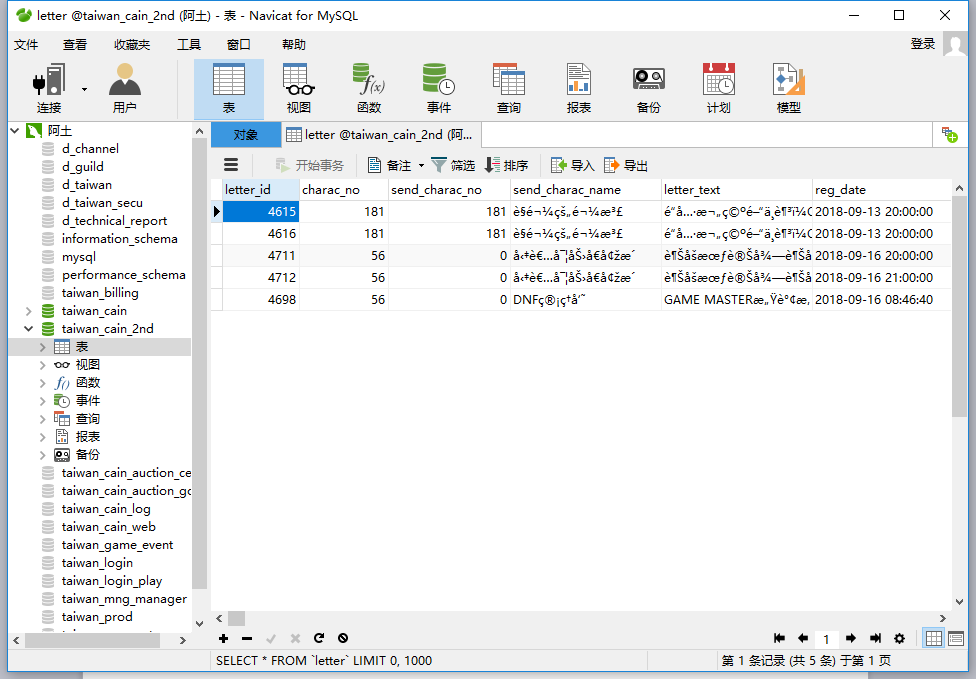 letter @taiwan_cain_2nd (阿土) - 表 - Navicat for MySQL
文件 查看 收藏夹 工具 窗口 帮助 登录
连接 用户 表 视图 函数 事件 查询 报表 备份 计划 模型
阿土
d_channel
d_guild
d_taiwan
d_taiwan_secu
d_technical_report
information_schema
mysql
performance_schema
taiwan_billing
taiwan_cain
taiwan_cain_2nd
表
视图
函数
事件
查询
报表
备份
taiwan_cain_auction_ce
taiwan_cain_auction_go
taiwan_cain_log
taiwan_cain_web
taiwan_game_event
taiwan_login
taiwan_login_play
taiwan_mng_manager
taiwan_prod
对象 letter @taiwan_cain_2nd (阿...
开始事务 备注 筛选 排序 导入 导出
letter_id charac_no send_charac_no send_charac_name letter_text reg_date
4615 181 181 2018-09-13 20:00:00
4616 181 181 2018-09-13 20:00:00
4711 56 0 2018-09-16 20:00:00
4712 56 0 2018-09-16 21:00:00
4698 56 0 GAME 2018-09-16 08:46:40
1
SELECT * FROM `letter` LIMIT 0, 1000 第 1 条记录 (共 5 条) 于第 1 页